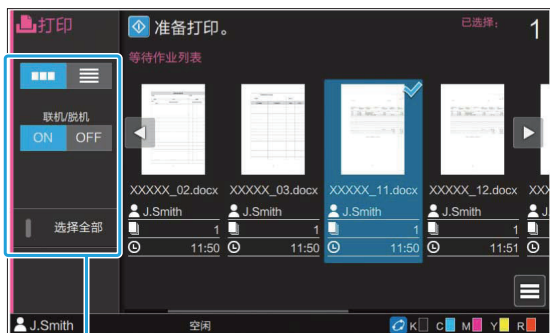 打印
准备打印。
已选择:
1
等待作业列表
联机/脱机
ON OFF
选择全部
XXXXX_02.docx XXXXX_03.docx XXXXX_11.docx XXXXX_12.docx XXX
J.Smith J.Smith J.Smith J.Smith J
1 1 1 1
11:50 11:50 11:50 11:51
J.Smith 空闲 K C M Y R